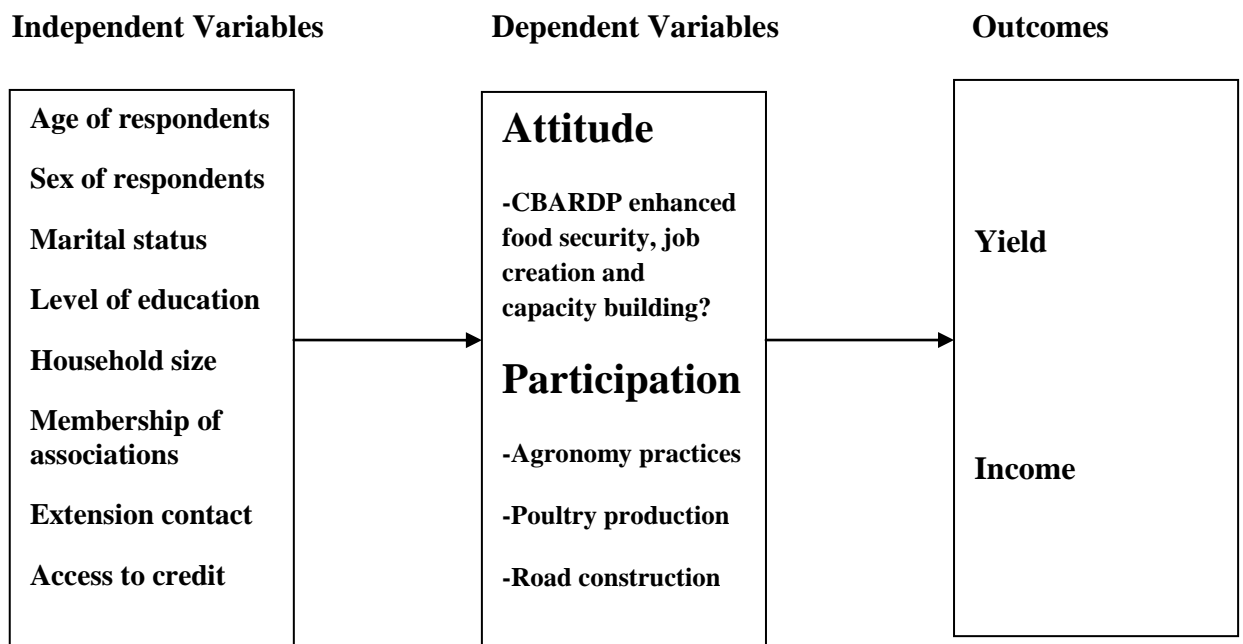 Independent Variables
Dependent Variables
Outcomes
Age of respondents
Sex of respondents
Marital status
Level of education
Household size
Membership of
associations
Extension contact
Access to credit
Attitude
-CBARDP enhanced
food security, job
creation and
capacity building?
Participation
-Agronomy practices
-Poultry production
-Road construction
Yield
Income